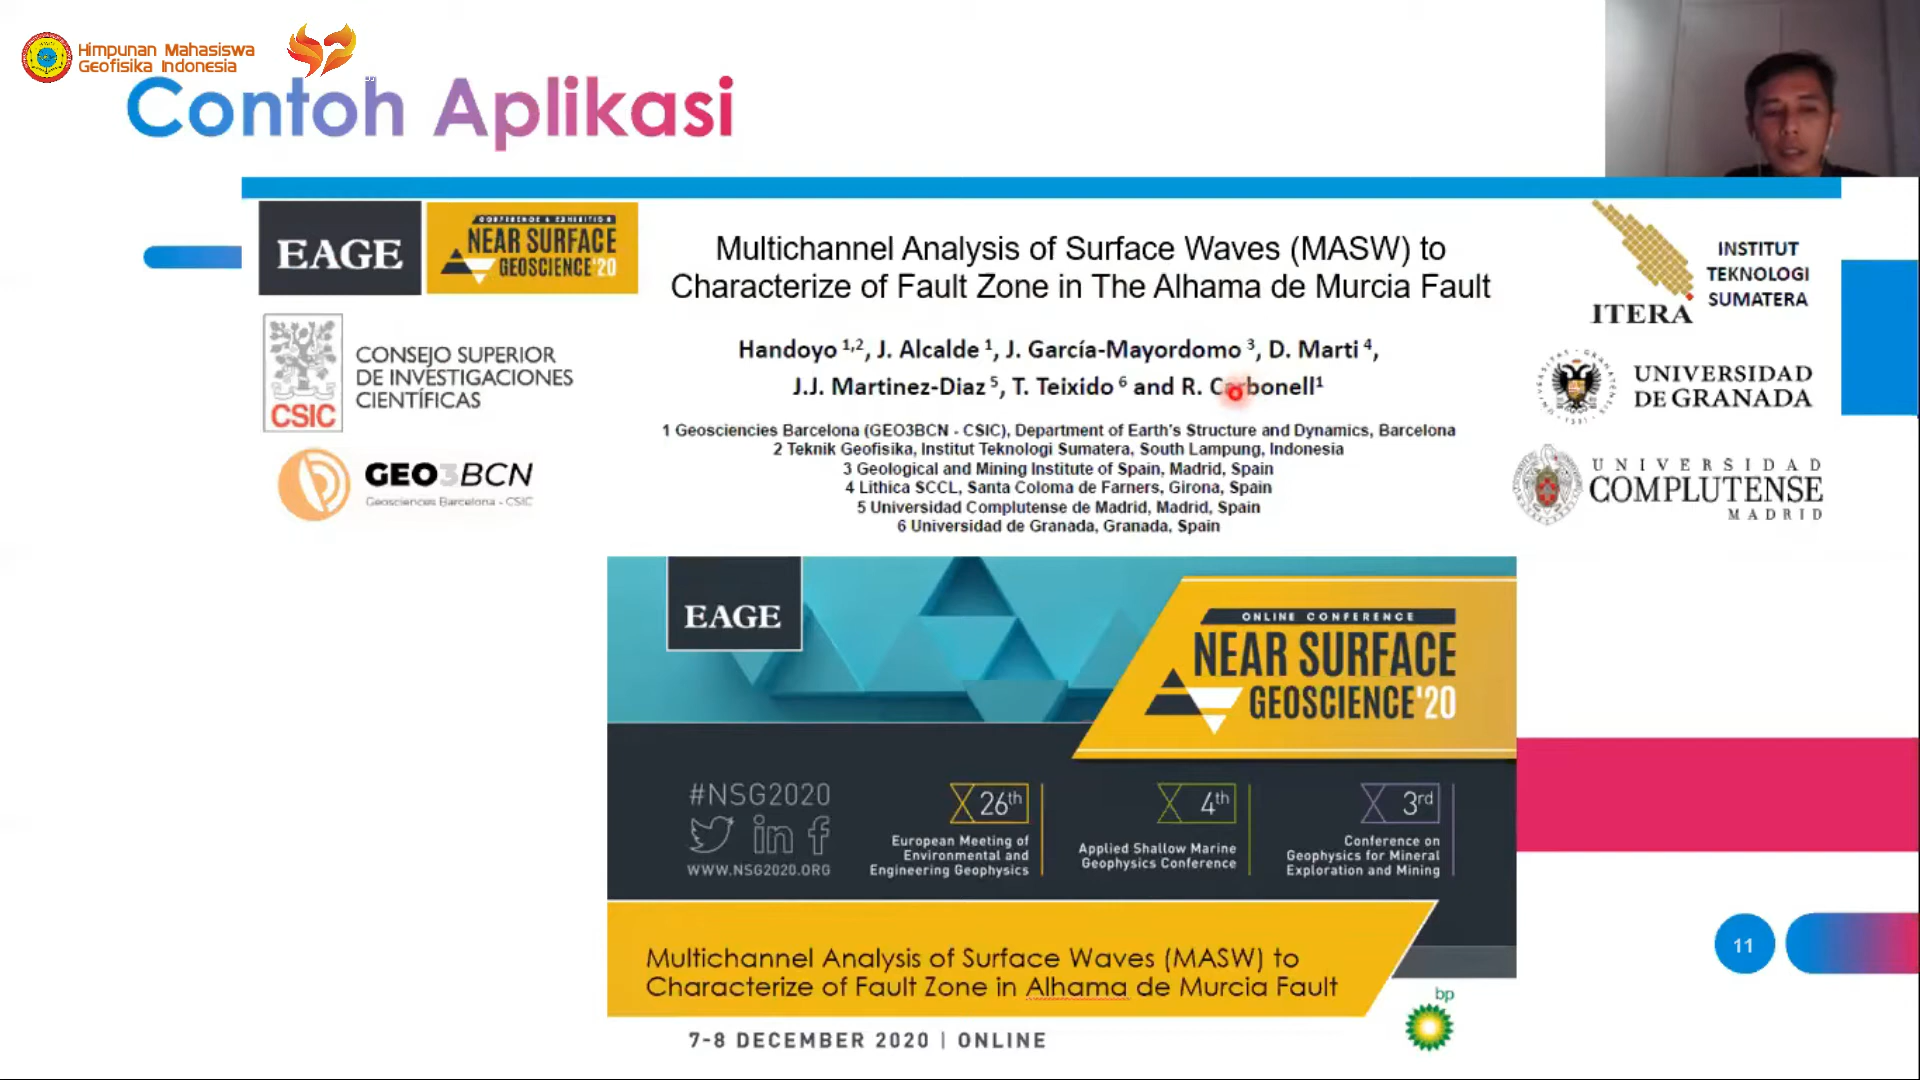 Himpunan Mahasiswa
Geofisika Indonesia
Contoh Aplikasi
EAGE
CONFERENCE & EXHIBITION
NEAR SURFACE
GEOSCIENCE'20
Multichannel Analysis of Surface Waves (MASW) to
Characterize of Fault Zone in The Alhama de Murcia Fault
INSTITUT
TEKNOLOGI
SUMATERA
ITERA
CONSEJO SUPERIOR
DE INVESTIGACIONES
CIENTÍFICAS
CSIC
Handoyo 1,2, J. Alcalde 1, J. García-Mayordomo 3, D. Marti 4,
J.J. Martinez-Diaz 5, T. Teixido 6 and R. Carbonell1
UNIVERSIDAD
DE GRANADA
GEO3BCN
Geosciences Barcelona - CSIC
1 Geosciencies Barcelona (GEO3BCN - CSIC), Department of Earth's Structure and Dynamics, Barcelona
2 Teknik Geofisika, Institut Teknologi Sumatera, South Lampung, Indonesia
3 Geological and Mining Institute of Spain, Madrid, Spain
4 Lithica SCCL, Santa Coloma de Farners, Girona, Spain
5 Universidad Complutense de Madrid, Madrid, Spain
6 Universidad de Granada, Granada, Spain
UNIVERSIDAD
COMPLUTENSE
MADRID
EAGE
ONLINE CONFERENCE
NEAR SURFACE
GEOSCIENCE'20
#NSG2020
in f
WWW.NSG2020.ORG
26th
European Meeting of
Environmental and
Engineering Geophysics
4th
Applied Shallow Marine
Geophysics Conference
3rd
Conference on
Geophysics for Mineral
Exploration and Mining
Multichannel Analysis of Surface Waves (MASW) to
Characterize of Fault Zone in Alhama de Murcia Fault
7-8 DECEMBER 2020 | ONLINE
bp
11